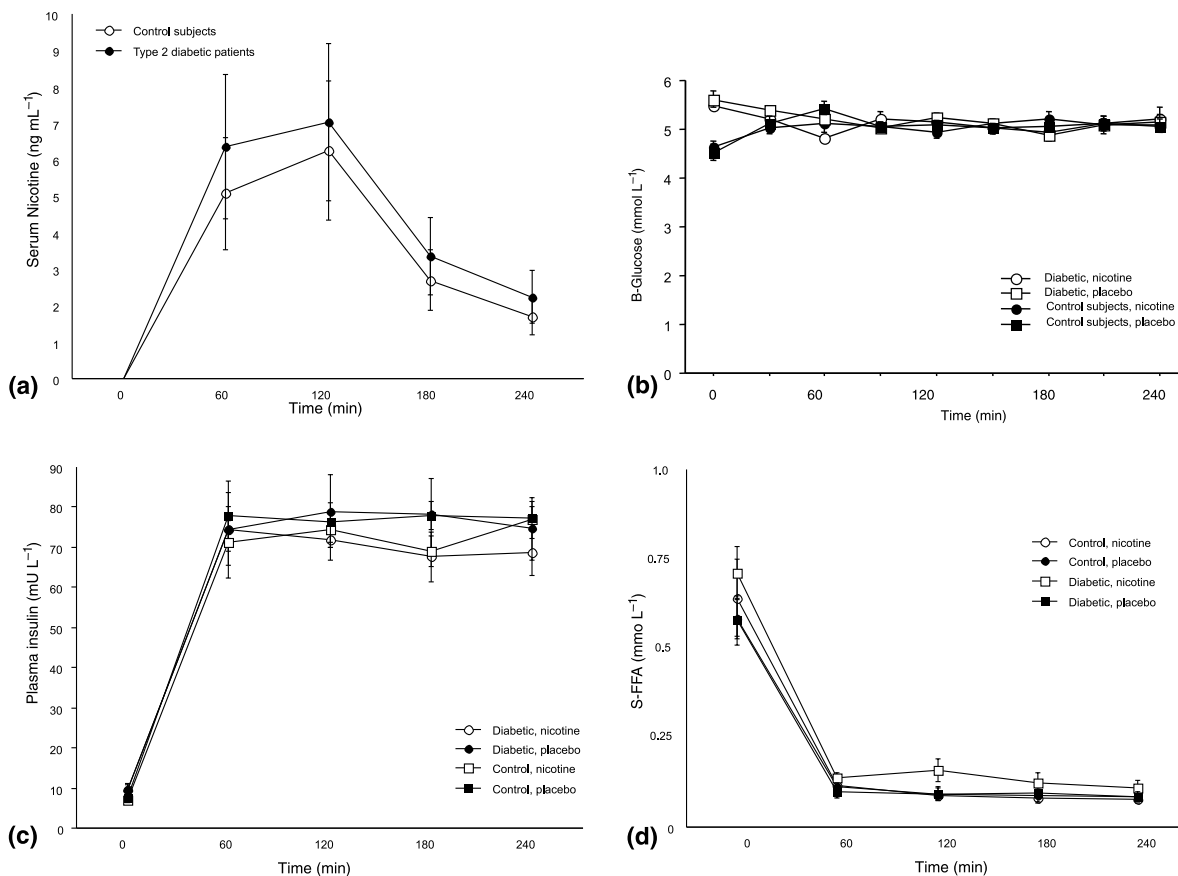 10
9
8
7
6
5
4
3
2
1
0
Serum Nicotine (ng mL⁻¹)
Control subjects
Type 2 diabetic patients
0 60 120 180 240
Time (min)
(a)
6
5
4
3
2
1
0
B-Glucose (mmol L⁻¹)
Diabetic, nicotine
Diabetic, placebo
Control subjects, nicotine
Control subjects, placebo
0 60 120 180 240
Time (min)
(b)
90
80
70
60
50
40
30
20
10
0
Plasma insulin (mU L⁻¹)
Diabetic, nicotine
Diabetic, placebo
Control, nicotine
Control, placebo
0 60 120 180 240
Time (min)
(c)
1.0
0.75
0.5
0.25
0
S-FFA (mmo L⁻¹)
Control, nicotine
Control, placebo
Diabetic, nicotine
Diabetic, placebo
0 60 120 180 240
Time (min)
(d)